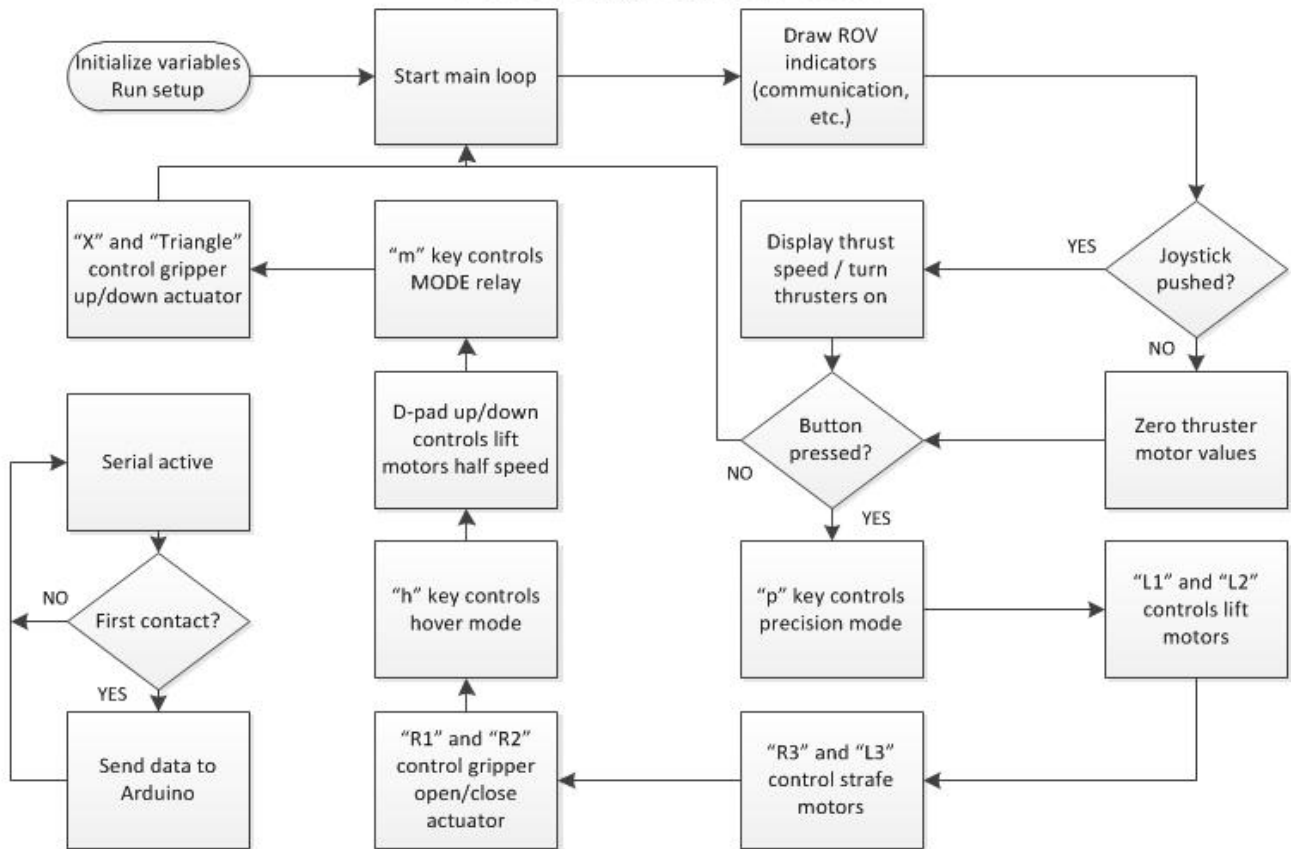 Initialize variables
Run setup
Start main loop
Draw ROV
indicators
(communication,
etc.)
“X” and “Triangle”
control gripper
up/down actuator
“m” key controls
MODE relay
Display thrust
speed / turn
thrusters on
YES
Joystick
pushed?
NO
Serial active
D-pad up/down
controls lift
motors half speed
Button
pressed?
NO
YES
Zero thruster
motor values
NO
First contact?
YES
“h” key controls
hover mode
“p” key controls
precision mode
“L1” and “L2”
controls lift
motors
Send data to
Arduino
“R1” and “R2”
control gripper
open/close
actuator
“R3” and “L3”
control strafe
motors